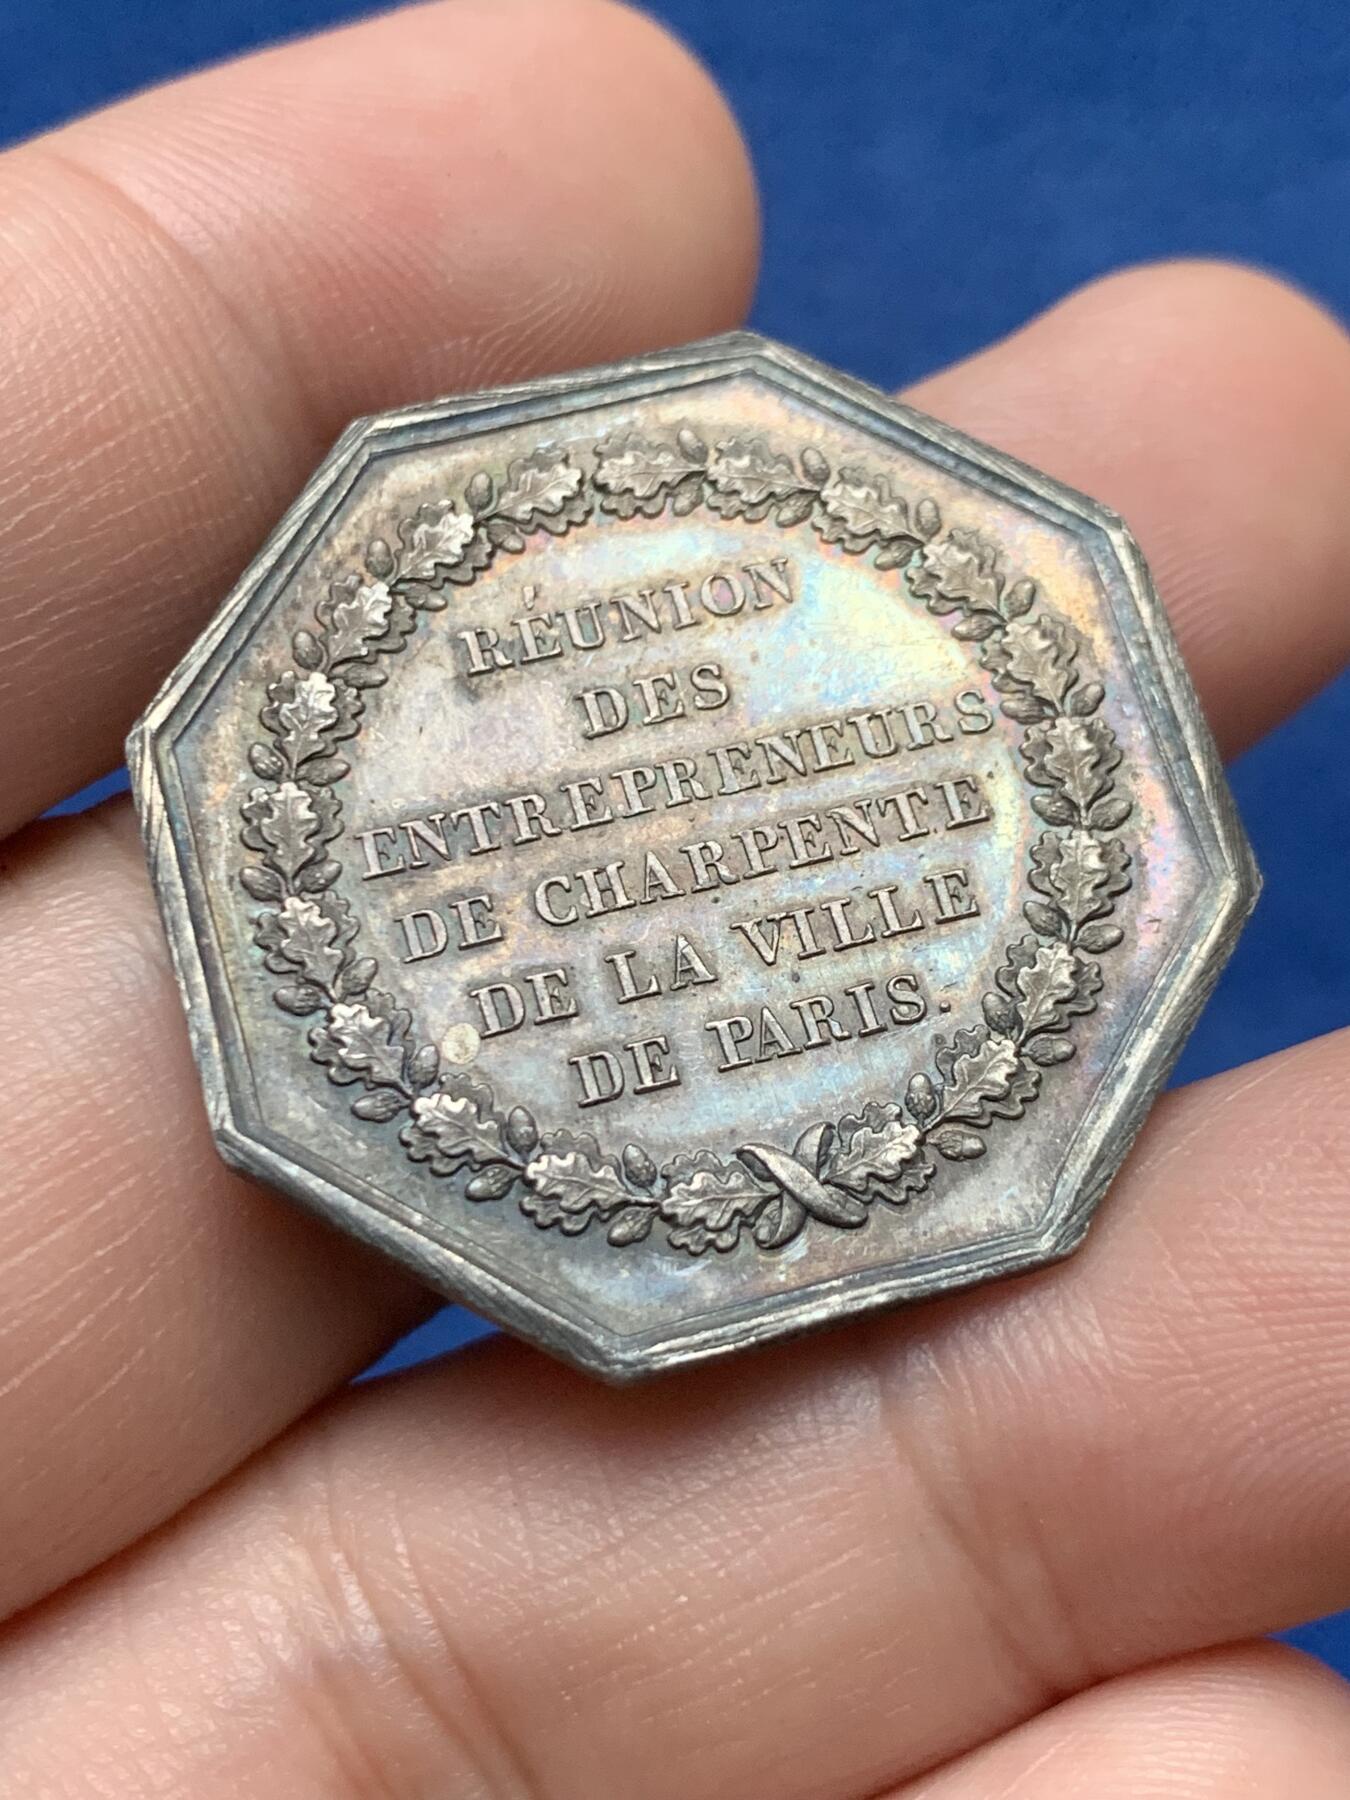 RÉUNION
DES
ENTREPRENEURS
DE CHARPENTE
DE LA VILLE
DE PARIS.